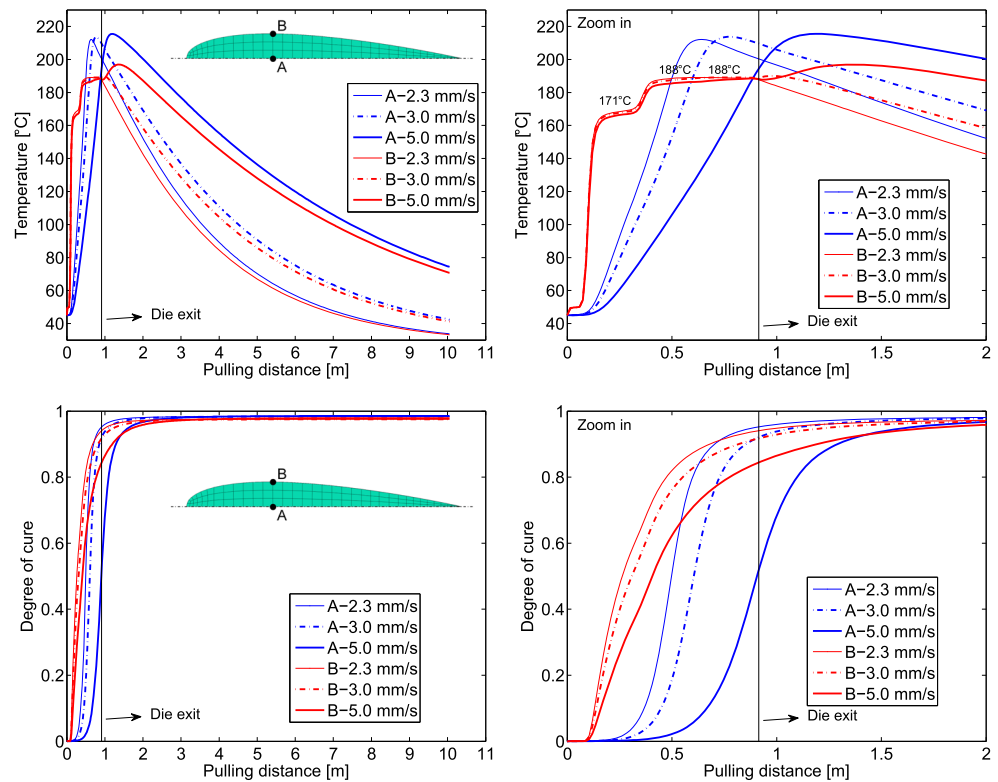 220
200
180
160
140
120
100
80
60
40
Temperature [°C]
0 1 2 3 4 5 6 7 8 9 10 11
Pulling distance [m]
B
A
A−2.3 mm/s
A−3.0 mm/s
A−5.0 mm/s
B−2.3 mm/s
B−3.0 mm/s
B−5.0 mm/s
Die exit
Zoom in
220
200
180
160
140
120
100
80
60
40
Temperature [°C]
171°C
188°C 188°C
A−2.3 mm/s
A−3.0 mm/s
A−5.0 mm/s
B−2.3 mm/s
B−3.0 mm/s
B−5.0 mm/s
Die exit
0 0.5 1 1.5 2
Pulling distance [m]
1
0.8
0.6
0.4
0.2
0
Degree of cure
B
A
A−2.3 mm/s
A−3.0 mm/s
A−5.0 mm/s
B−2.3 mm/s
B−3.0 mm/s
B−5.0 mm/s
Die exit
0 1 2 3 4 5 6 7 8 9 10 11
Pulling distance [m]
Zoom in
1
0.8
0.6
0.4
0.2
0
Degree of cure
A−2.3 mm/s
A−3.0 mm/s
A−5.0 mm/s
B−2.3 mm/s
B−3.0 mm/s
B−5.0 mm/s
Die exit
0 0.5 1 1.5 2
Pulling distance [m]